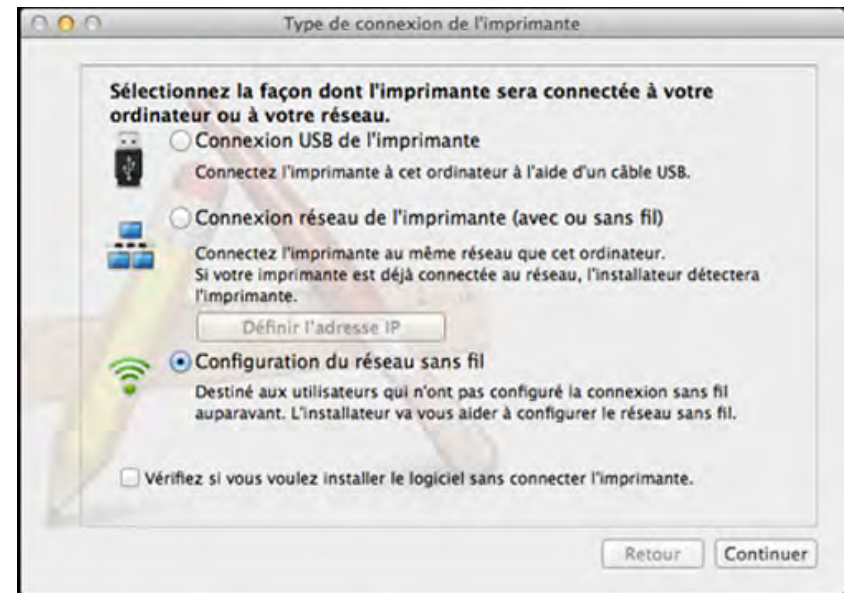 Type de connexion de l'imprimante
Sélectionnez la façon dont l'imprimante sera connectée à votre
ordinateur ou à votre réseau.
Connexion USB de l'imprimante
Connectez l'imprimante à cet ordinateur à l'aide d'un câble USB.
Connexion réseau de l'imprimante (avec ou sans fil)
Connectez l'imprimante au même réseau que cet ordinateur.
Si votre imprimante est déjà connectée au réseau, l'installateur détectera
l'imprimante.
Définir l'adresse IP
Configuration du réseau sans fil
Destiné aux utilisateurs qui n'ont pas configuré la connexion sans fil
auparavant. L'installateur va vous aider à configurer le réseau sans fil.
Vérifiez si vous voulez installer le logiciel sans connecter l'imprimante.
Retour Continuer